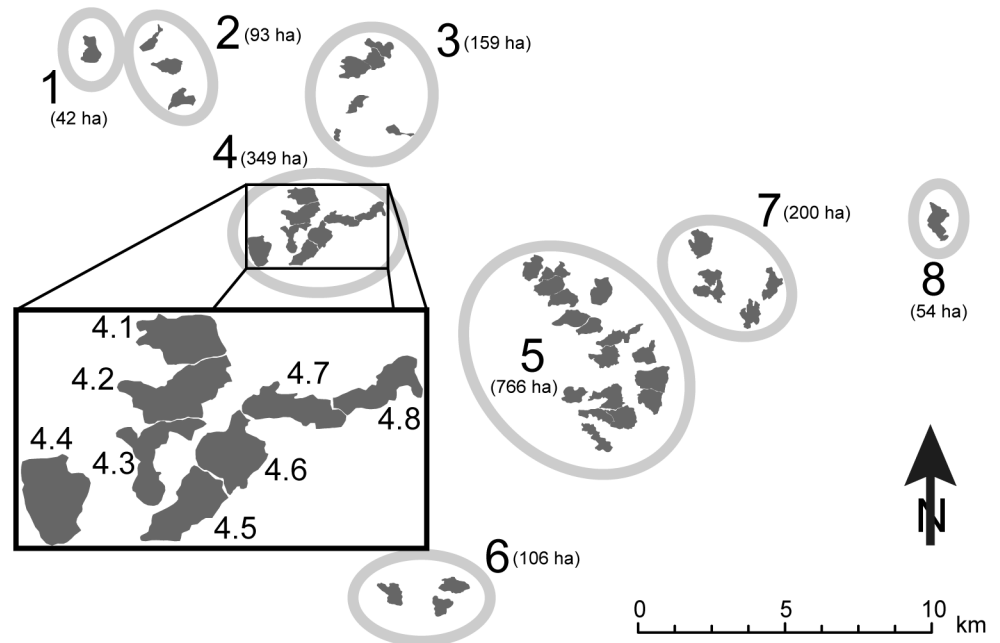 1
(42 ha)
2 (93 ha)
3 (159 ha)
4 (349 ha)
4.1
4.2
4.3
4.4
4.5
4.6
4.7
4.8
5
(766 ha)
6 (106 ha)
7 (200 ha)
8
(54 ha)
N
0 5 10
km